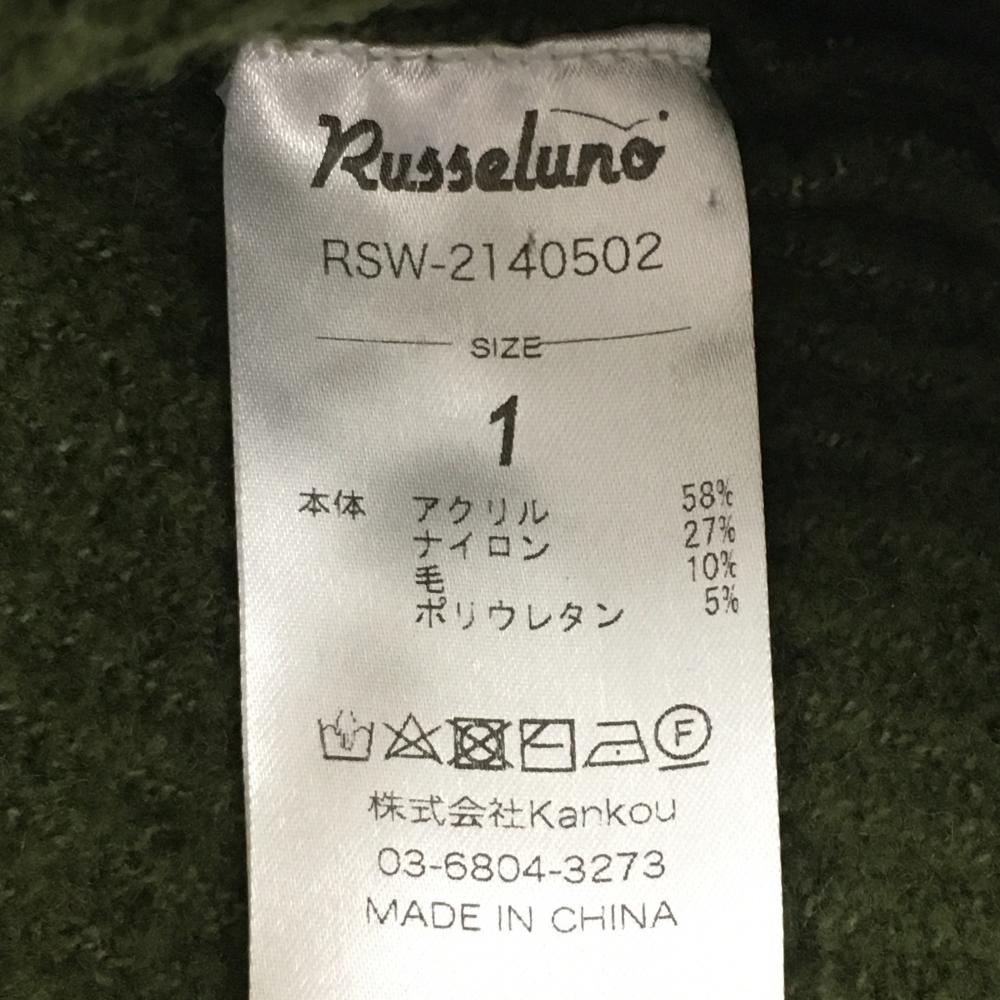 Russeluno
RSW-2140502
SIZE
1
本体 アクリル 58%
ナイロン 27%
毛 10%
ポリウレタン 5%
F
株式会社Kankou
03-6804-3273
MADE IN CHINA